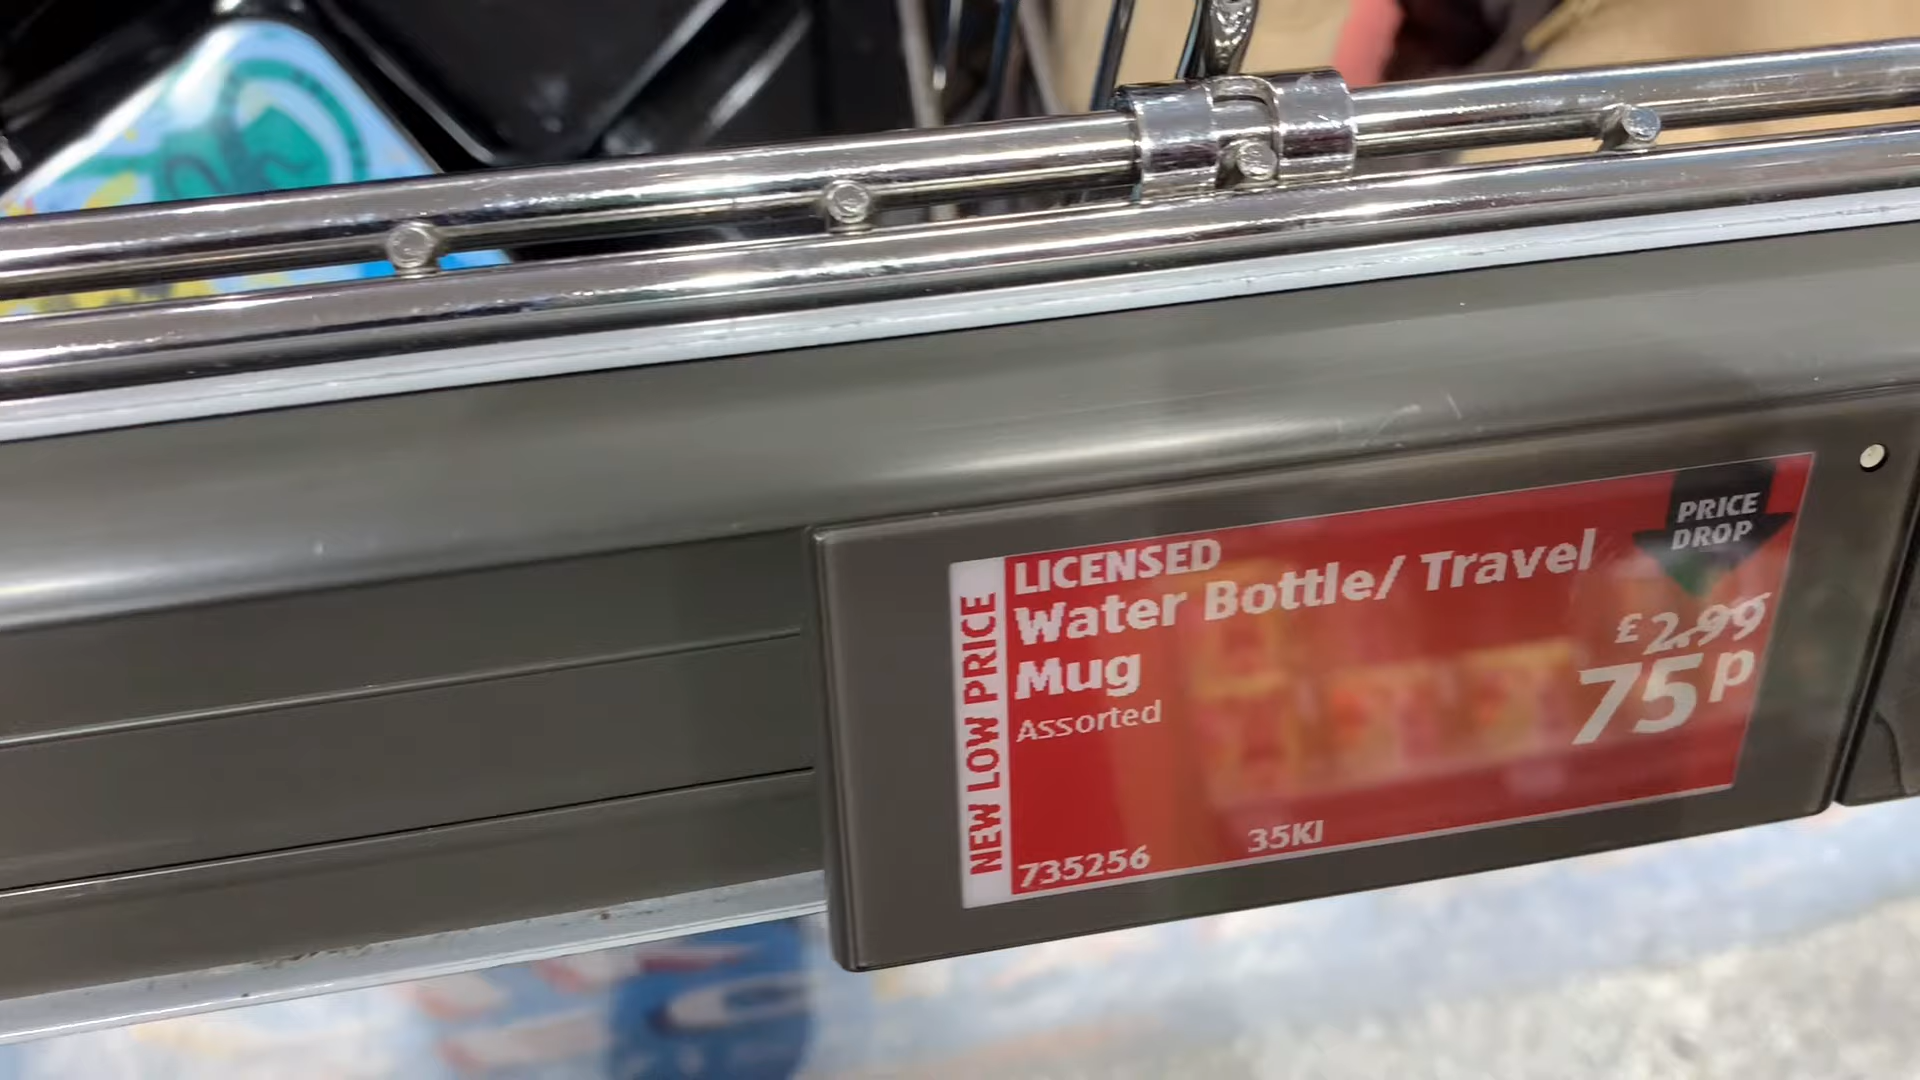 NEW LOW PRICE
LICENSED
Water Bottle/ Travel
Mug
Assorted
PRICE
DROP
£2.99
75p
735256 35KI